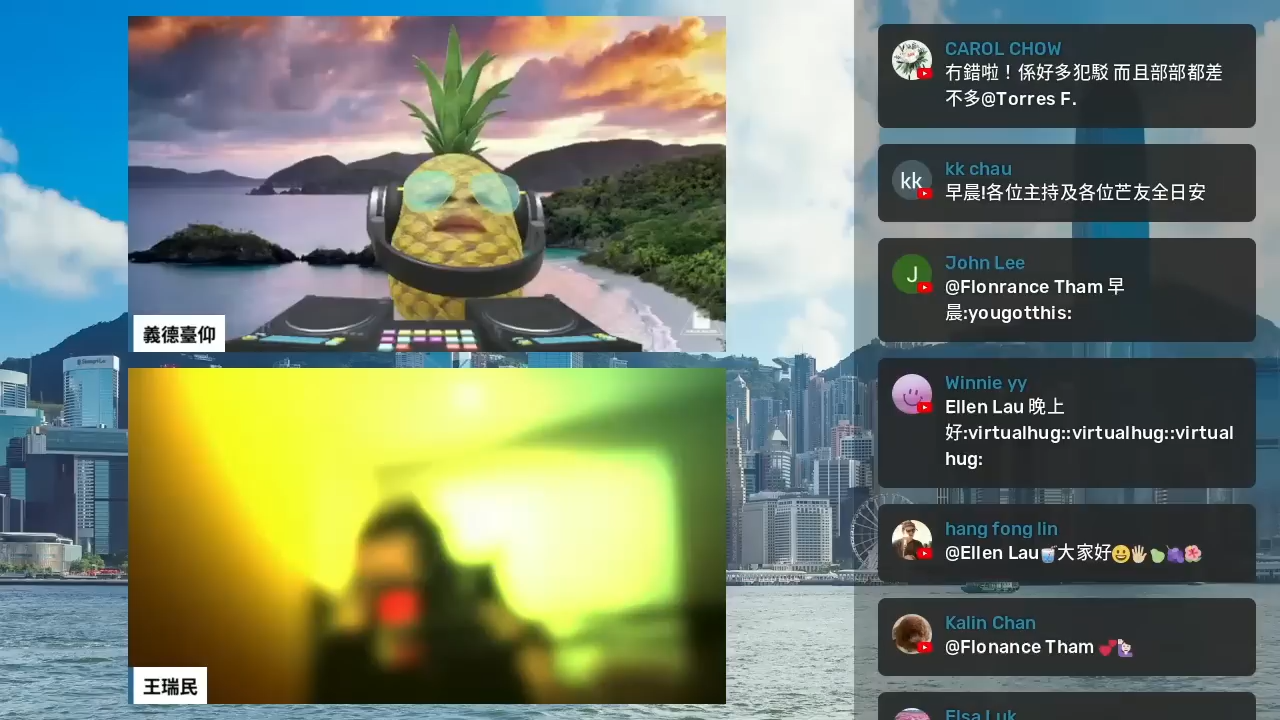 義德臺仰
王瑞民
CAROL CHOW
冇錯啦！係好多犯駁 而且部部都差
不多@Torres F.
kk
kk chau
早晨!各位主持及各位芒友全日安
J
John Lee
@Flonrance Tham 早
晨:yougotthis:
Winnie yy
Ellen Lau 晚上
好:virtualhug::virtualhug::virtual
hug:
hang fong lin
@Ellen Lau🥤大家好😀🖐🏻🍐🍇🌺
Kalin Chan
@Flonance Tham 💕🙋🏻‍♀️
Elsa Luk